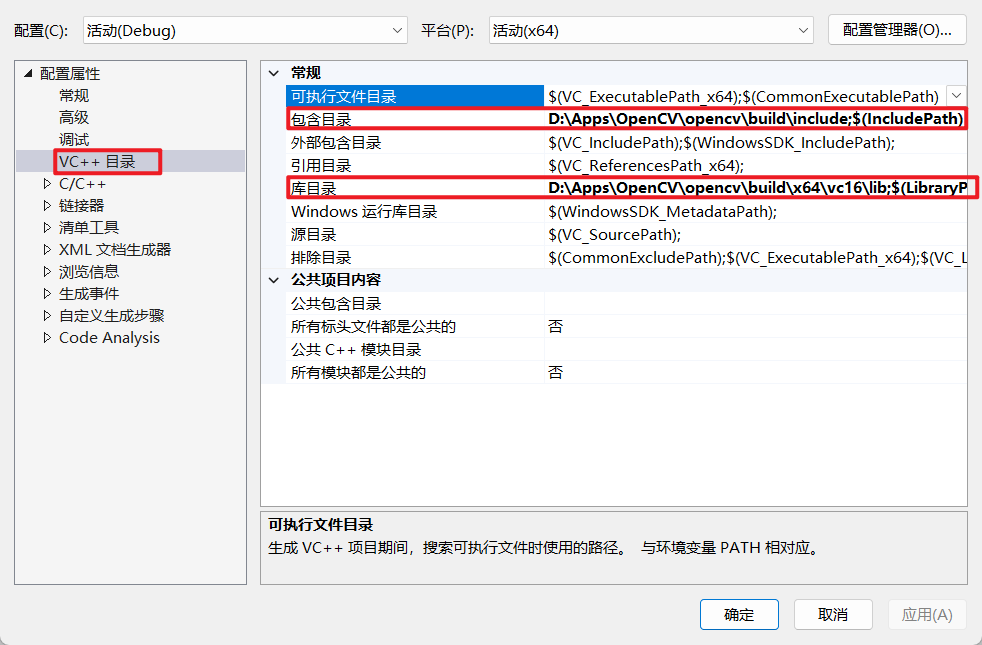 配置(C): 活动(Debug) 平台(P): 活动(x64) 配置管理器(O)...
配置属性
常规
高级
调试
VC++ 目录
C/C++
链接器
清单工具
XML 文档生成器
浏览信息
生成事件
自定义生成步骤
Code Analysis
常规
可执行文件目录 $(VC_ExecutablePath_x64);$(CommonExecutablePath)
包含目录 D:\Apps\OpenCV\opencv\build\include;$(IncludePath)
外部包含目录 $(VC_IncludePath);$(WindowsSDK_IncludePath);
引用目录 $(VC_ReferencesPath_x64);
库目录 D:\Apps\OpenCV\opencv\build\x64\vc16\lib;$(LibraryP
Windows 运行库目录 $(WindowsSDK_MetadataPath);
源目录 $(VC_SourcePath);
排除目录 $(CommonExcludePath);$(VC_ExecutablePath_x64);$(VC_L
公共项目内容
公共包含目录
所有标头文件都是公共的 否
公共 C++ 模块目录
所有模块都是公共的 否
可执行文件目录
生成 VC++ 项目期间，搜索可执行文件时使用的路径。 与环境变量 PATH 相对应。
确定 取消 应用(A)